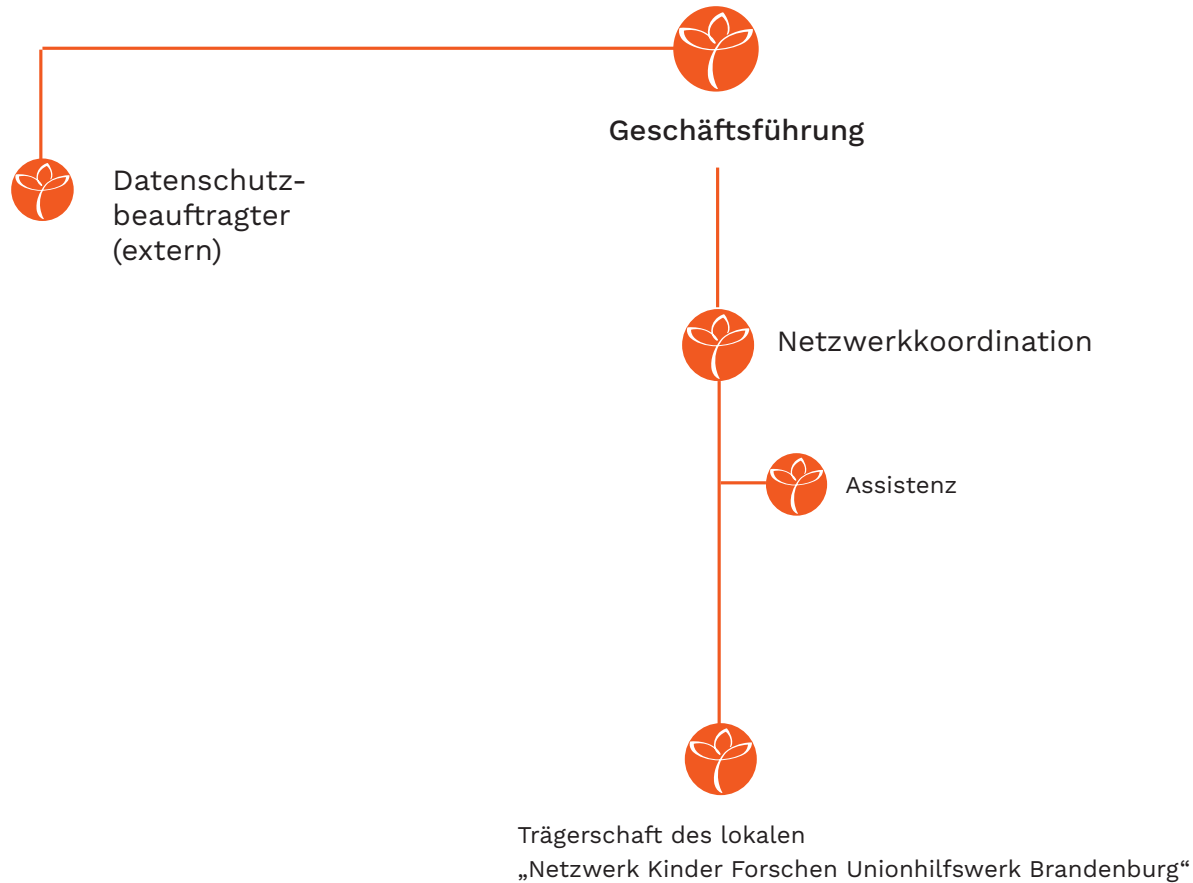 Geschäftsführung
Datenschutz-
beauftragter
(extern)
Netzwerkkoordination
Assistenz
Trägerschaft des lokalen
„Netzwerk Kinder Forschen Unionhilfswerk Brandenburg“